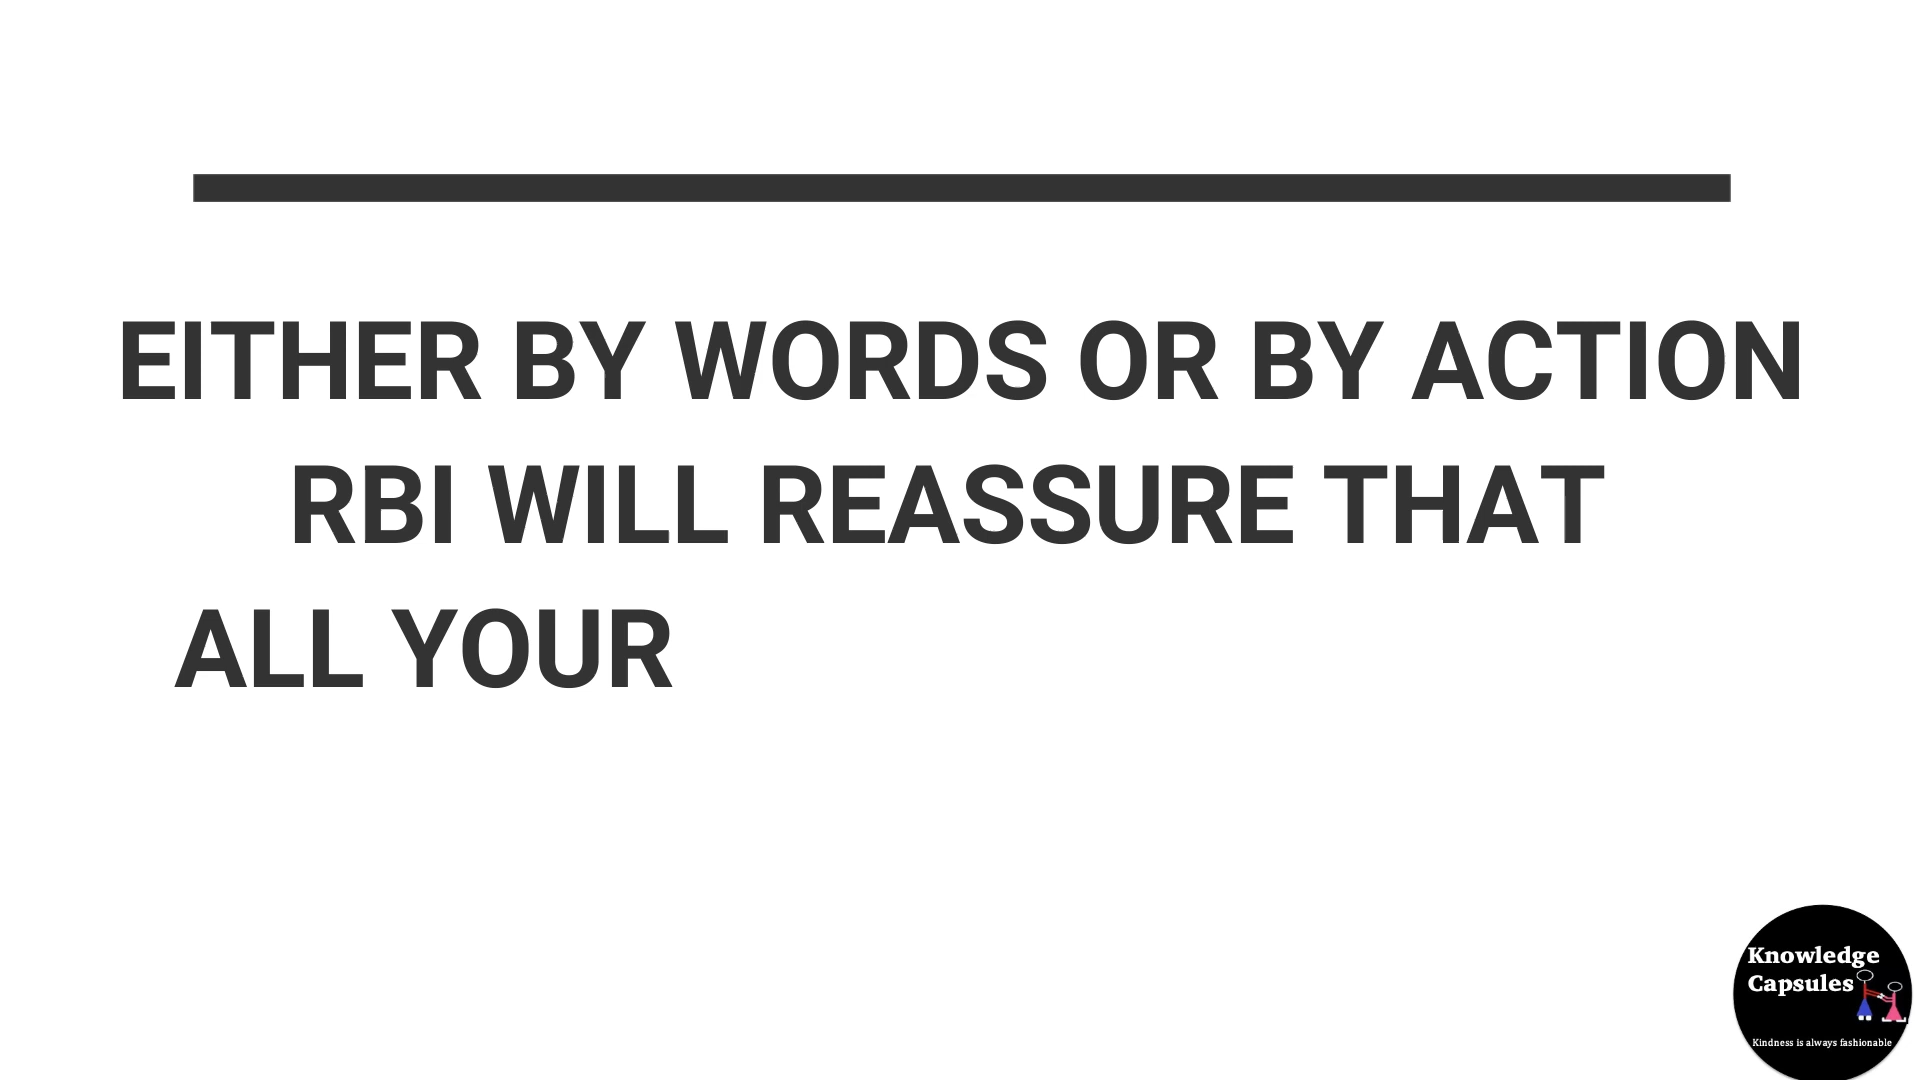 EITHER BY WORDS OR BY ACTION
RBI WILL REASSURE THAT
ALL YOUR
Knowledge
Capsules
Kindness is always fashionable